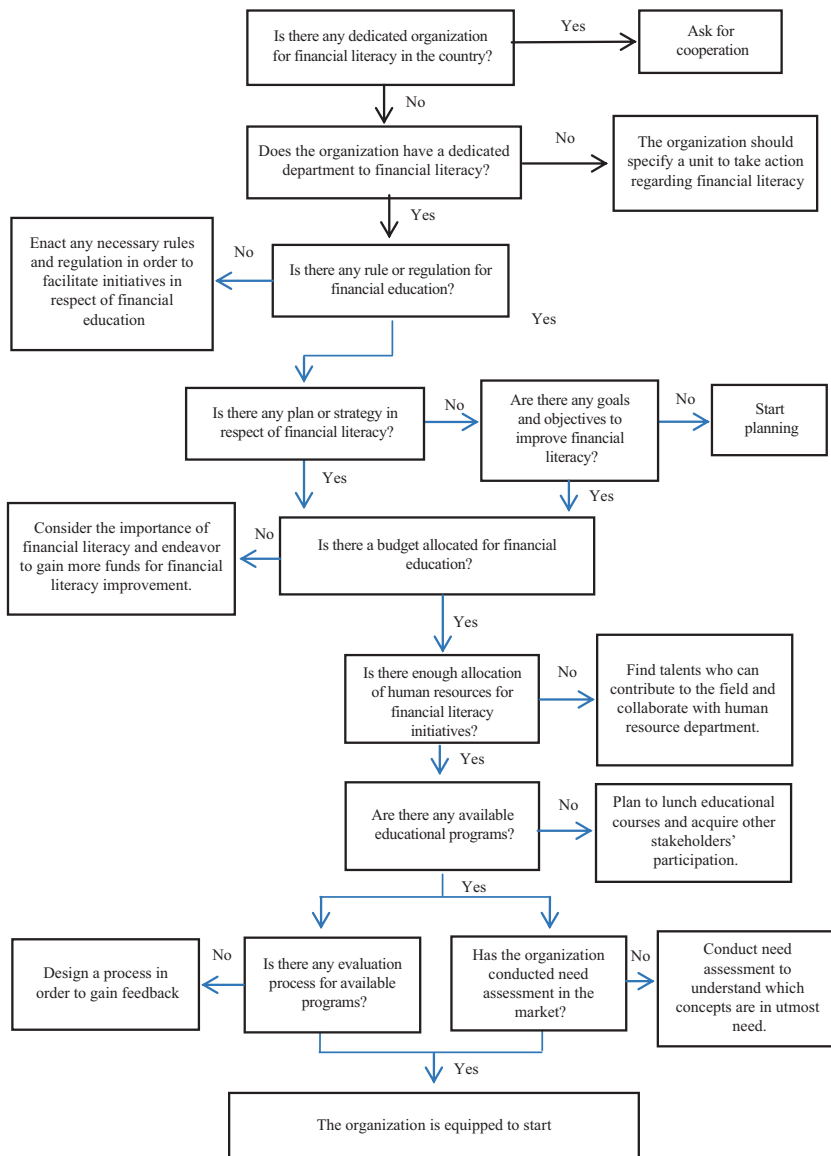 Is there any dedicated organization
for financial literacy in the country?
Yes
Ask for
cooperation
No
Does the organization have a dedicated
department to financial literacy?
No
The organization should
specify a unit to take action
regarding financial literacy
Yes
Enact any necessary rules
and regulation in order to
facilitate initiatives in
respect of financial
education
No
Is there any rule or regulation for
financial education?
Yes
Is there any plan or strategy in
respect of financial literacy?
No
Are there any goals
and objectives to
improve financial
literacy?
No
Start
planning
Yes
Yes
Consider the importance of
financial literacy and endeavor
to gain more funds for financial
literacy improvement.
No
Is there a budget allocated for financial
education?
Yes
Is there enough allocation
of human resources for
financial literacy
initiatives?
No
Find talents who can
contribute to the field and
collaborate with human
resource department.
Yes
Are there any available
educational programs?
No
Plan to lunch educational
courses and acquire other
stakeholders’
participation.
Yes
Design a process in
order to gain feedback
No
Is there any evaluation
process for available
programs?
Has the organization
conducted need
assessment in the
market?
No
Conduct need
assessment to
understand which
concepts are in utmost
need.
Yes
The organization is equipped to start